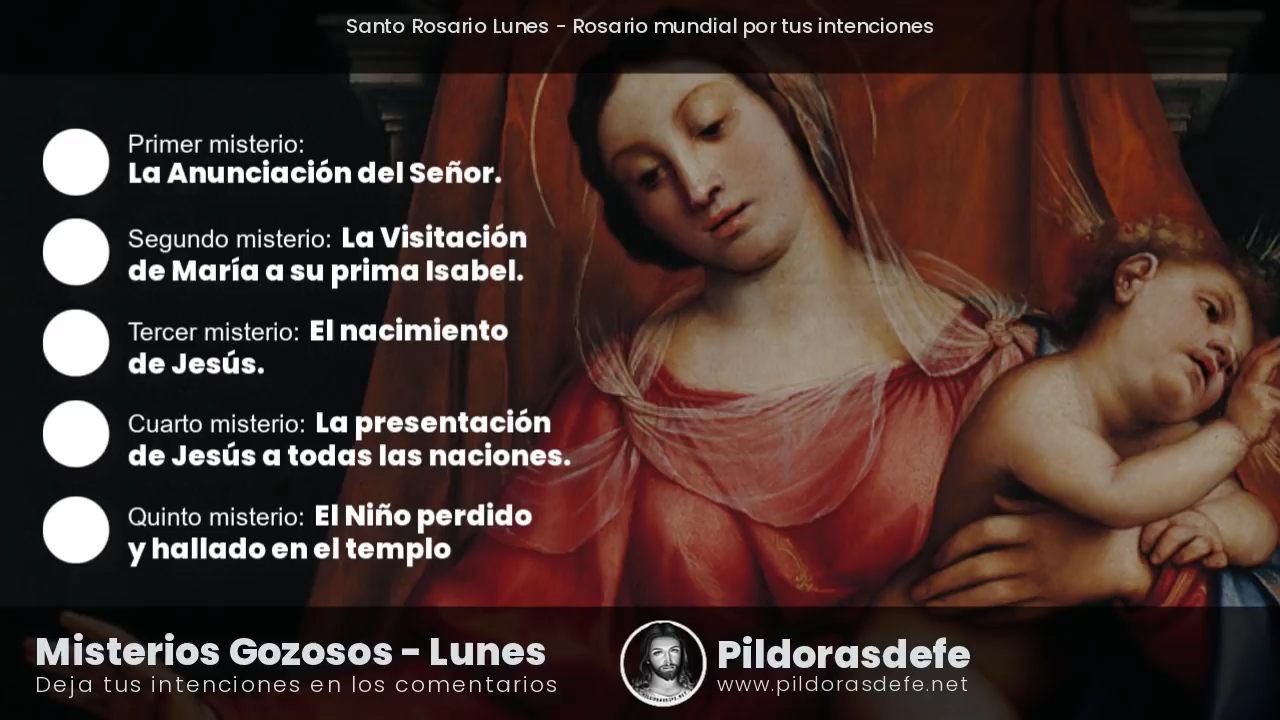 Santo Rosario Lunes - Rosario mundial por tus intenciones
Primer misterio:
La Anunciación del Señor.
Segundo misterio: La Visitación
de María a su prima Isabel.
Tercer misterio: El nacimiento
de Jesús.
Cuarto misterio: La presentación
de Jesús a todas las naciones.
Quinto misterio: El Niño perdido
y hallado en el templo
Misterios Gozosos - Lunes
Deja tus intenciones en los comentarios
Pildorasdefe
www.pildorasdefe.net